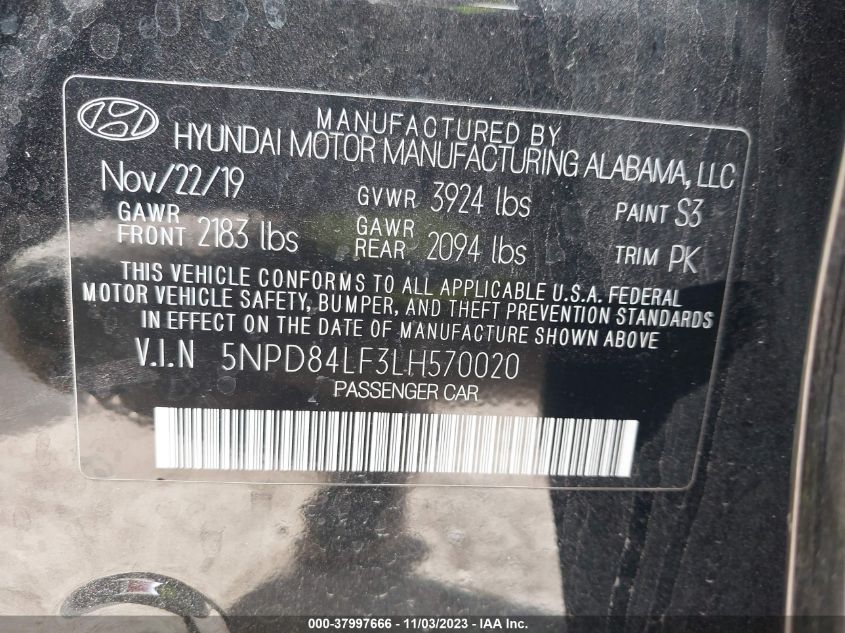 MANUFACTURED BY
HYUNDAI MOTOR MANUFACTURING ALABAMA, LLC
Nov/22/19 GVWR 3924 lbs PAINT S3
GAWR FRONT 2183 lbs GAWR REAR 2094 lbs TRIM PK
THIS VEHICLE CONFORMS TO ALL APPLICABLE U.S.A. FEDERAL
MOTOR VEHICLE SAFETY, BUMPER, AND THEFT PREVENTION STANDARDS
IN EFFECT ON THE DATE OF MANUFACTURE SHOWN ABOVE
V.I.N 5NPD84LF3LH570020
PASSENGER CAR
000-37997666 - 11/03/2023 - IAA Inc.